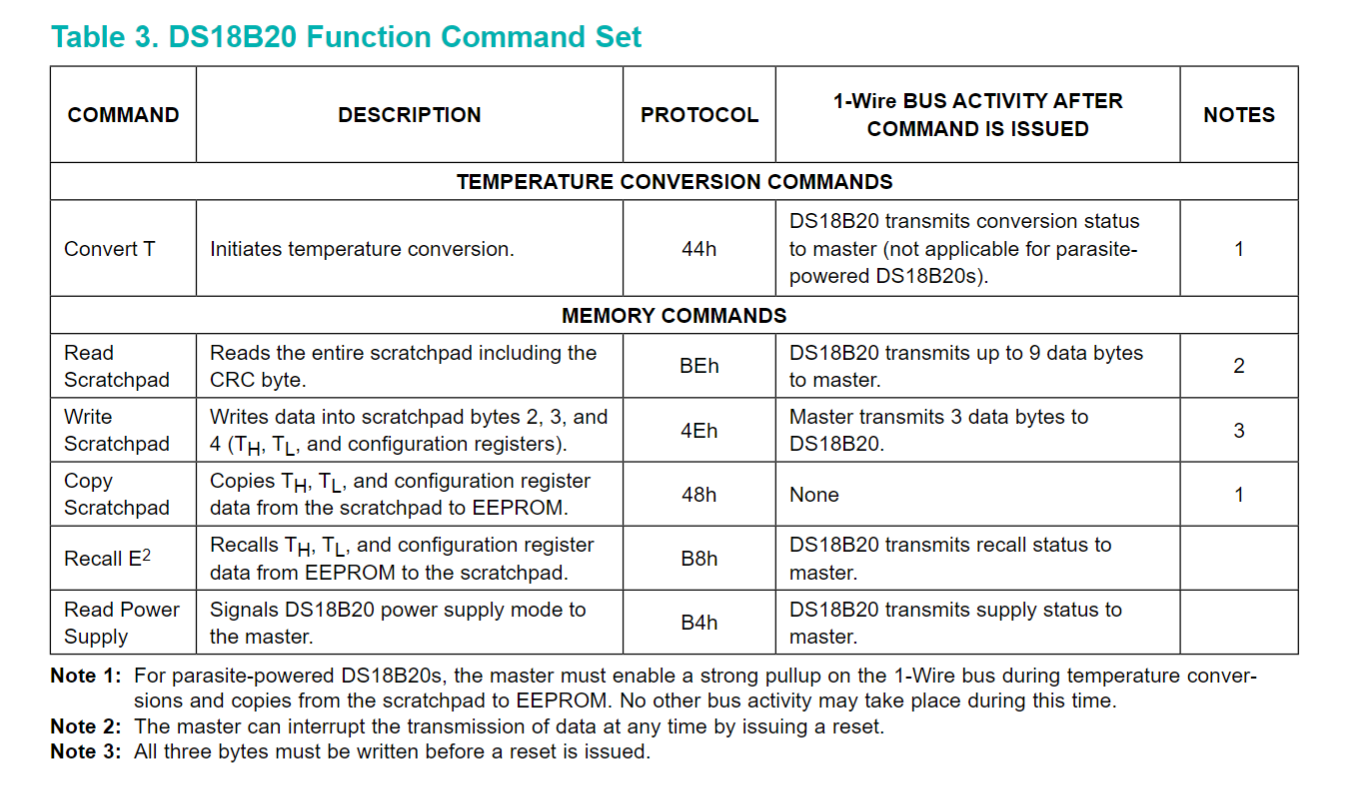 Table 3. DS18B20 Function Command Set
COMMAND
DESCRIPTION
PROTOCOL
1-Wire BUS ACTIVITY AFTER
COMMAND IS ISSUED
NOTES
TEMPERATURE CONVERSION COMMANDS
Convert T
Initiates temperature conversion.
44h
DS18B20 transmits conversion status
to master (not applicable for parasite-
powered DS18B20s).
1
MEMORY COMMANDS
Read
Scratchpad
Reads the entire scratchpad including the
CRC byte.
BEh
DS18B20 transmits up to 9 data bytes
to master.
2
Write
Scratchpad
Writes data into scratchpad bytes 2, 3, and
4 (TH, TL, and configuration registers).
4Eh
Master transmits 3 data bytes to
DS18B20.
3
Copy
Scratchpad
Copies TH, TL, and configuration register
data from the scratchpad to EEPROM.
48h
None
1
Recall E2
Recalls TH, TL, and configuration register
data from EEPROM to the scratchpad.
B8h
DS18B20 transmits recall status to
master.
Read Power
Supply
Signals DS18B20 power supply mode to
the master.
B4h
DS18B20 transmits supply status to
master.
Note 1: For parasite-powered DS18B20s, the master must enable a strong pullup on the 1-Wire bus during temperature conver-
sions and copies from the scratchpad to EEPROM. No other bus activity may take place during this time.
Note 2: The master can interrupt the transmission of data at any time by issuing a reset.
Note 3: All three bytes must be written before a reset is issued.